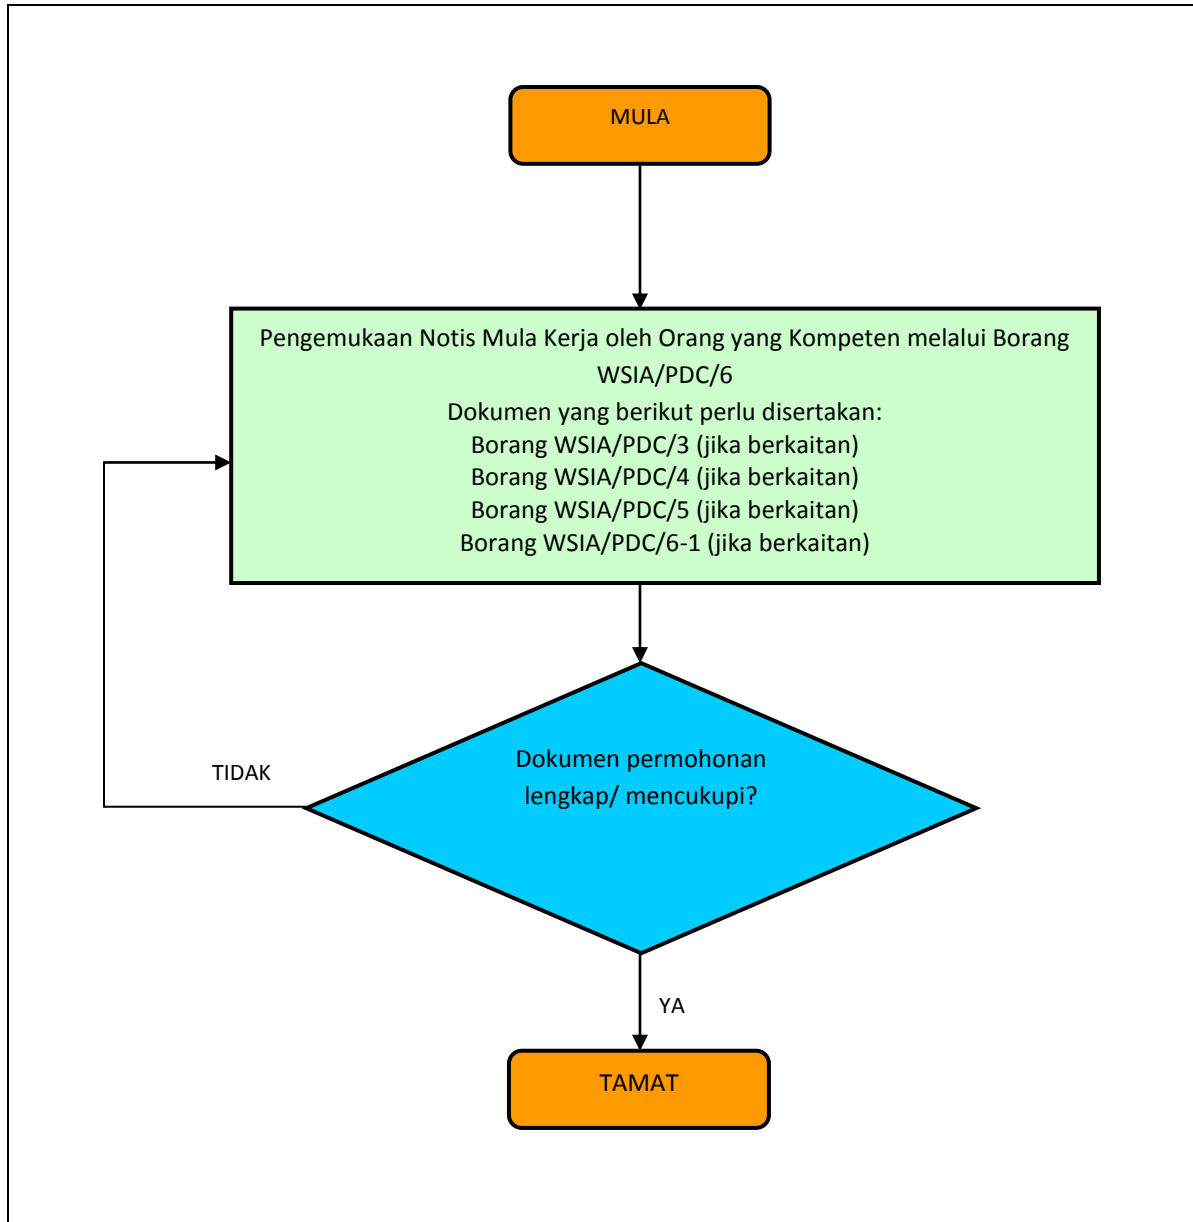 MULA
Pengemukaan Notis Mula Kerja oleh Orang yang Kompeten melalui Borang
WSIA/PDC/6
Dokumen yang berikut perlu disertakan:
Borang WSIA/PDC/3 (jika berkaitan)
Borang WSIA/PDC/4 (jika berkaitan)
Borang WSIA/PDC/5 (jika berkaitan)
Borang WSIA/PDC/6-1 (jika berkaitan)
Dokumen permohonan
lengkap/ mencukupi?
TIDAK
YA
TAMAT